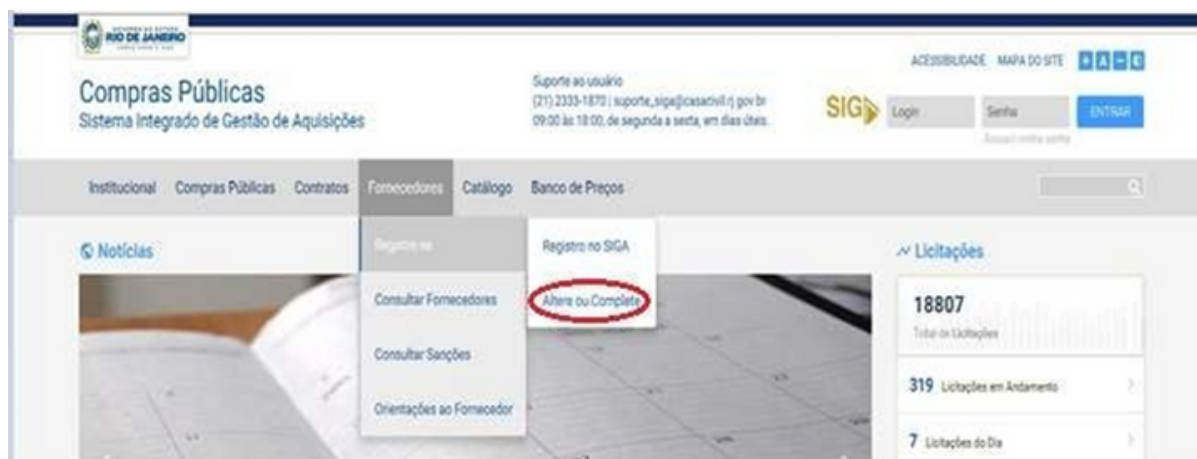 GOVERNO DO ESTADO
RIO DE JANEIRO
ACESSIBILIDADE MAPA DO SITE + A - C
Compras Públicas
Sistema Integrado de Gestão de Aquisições
Suporte ao usuário
(21) 2333-1870 | suporte_siga@casacivil.rj.gov.br
09:00 às 18:00, de segunda a sexta, em dias úteis.
SIG
Login
Senha
ENTRAR
Institucional Compras Públicas Contratos Fornecedores Catálogo Banco de Preços
Notícias
Registre-se
Registro no SIGA
Consultar Fornecedores
Altere ou Complete
Consultar Sanções
Orientações ao Fornecedor
Licitações
18807
Total de Licitações
319 Licitações em Andamento
7 Licitações do Dia